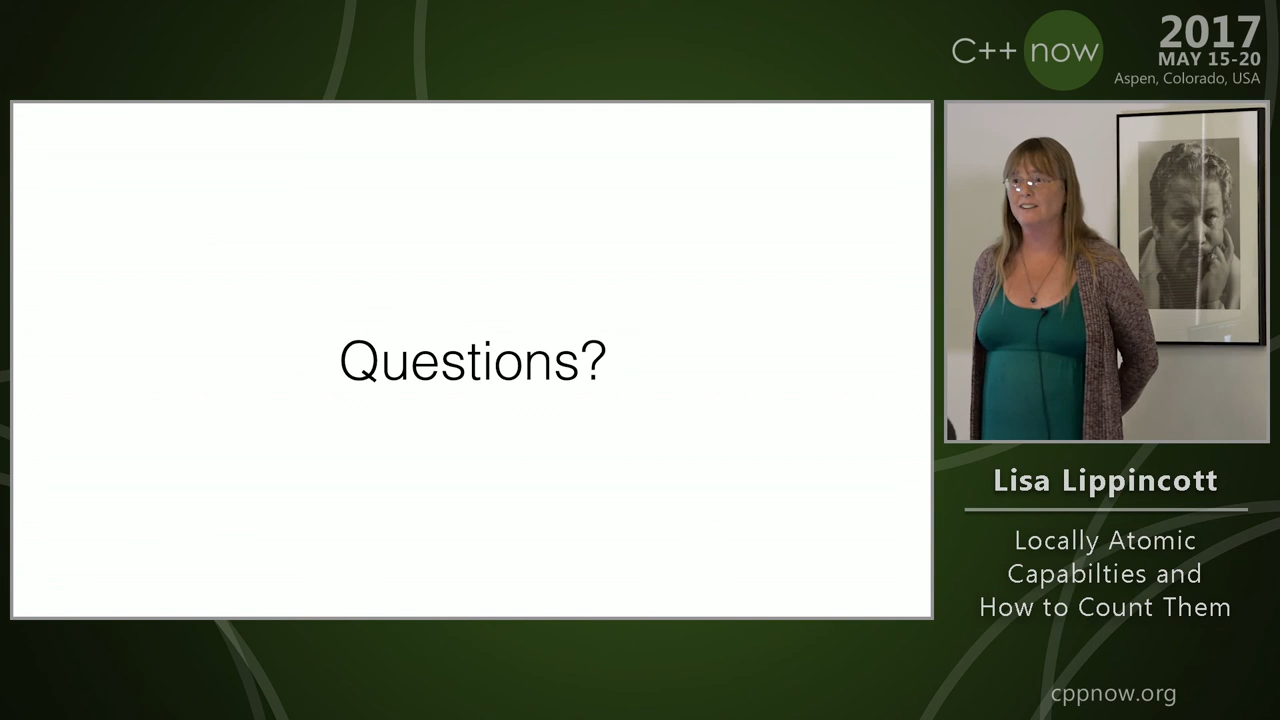 C++ now
2017
MAY 15-20
Aspen, Colorado, USA
Questions?
Lisa Lippincott
Locally Atomic
Capabilties and
How to Count Them
cppnow.org